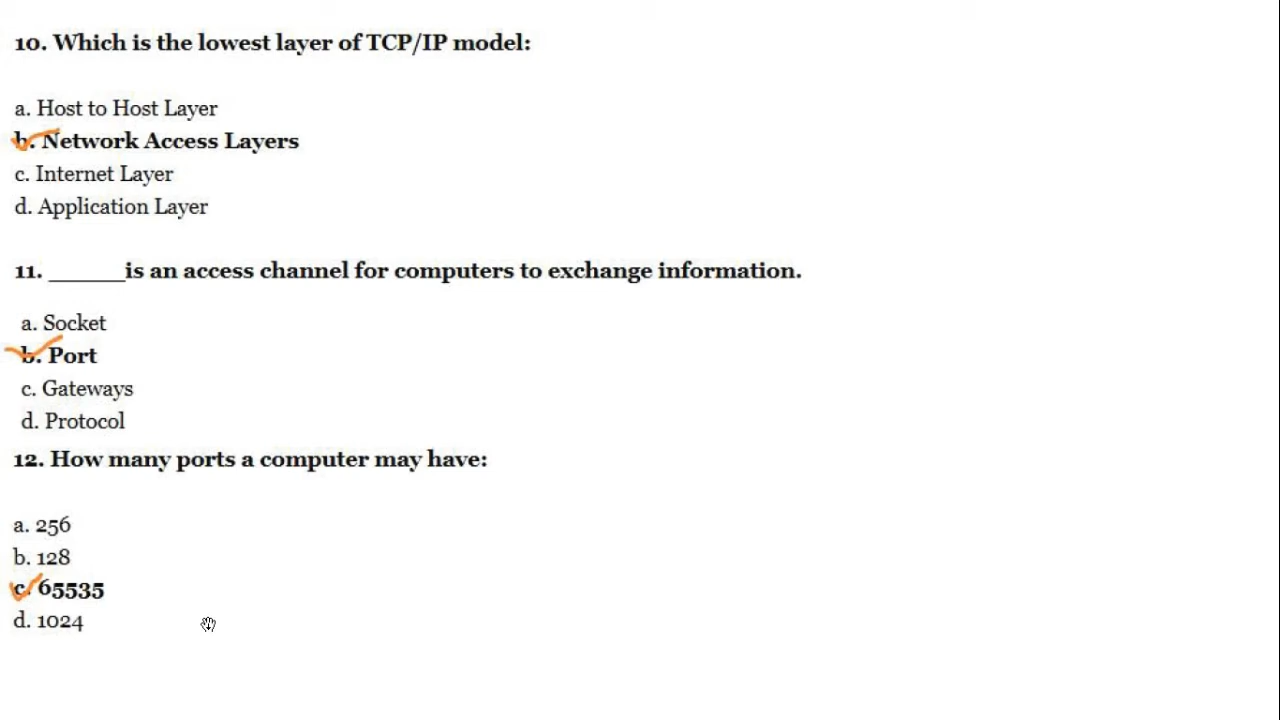 10. Which is the lowest layer of TCP/IP model:
a. Host to Host Layer
b. Network Access Layers
c. Internet Layer
d. Application Layer
11. ______is an access channel for computers to exchange information.
a. Socket
b. Port
c. Gateways
d. Protocol
12. How many ports a computer may have:
a. 256
b. 128
c. 65535
d. 1024